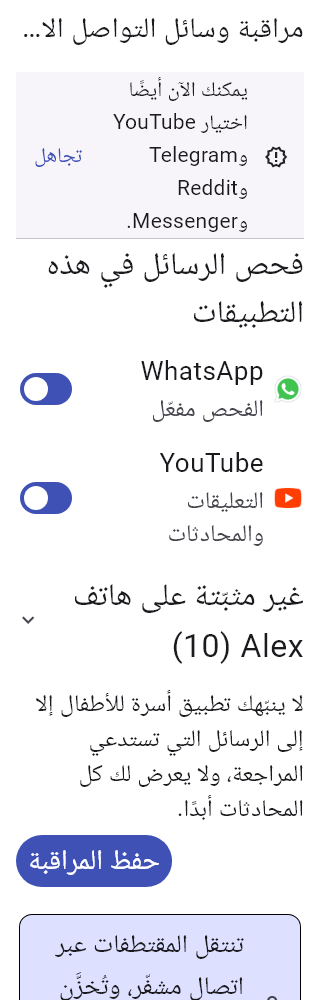 مراقبة وسائل التواصل الا...
يمكنك الآن أيضًا
اختيار YouTube
وTelegram
وReddit
وMessenger.
تجاهل
فحص الرسائل في هذه
التطبيقات
WhatsApp
الفحص مفعّل
YouTube
التعليقات
والمحادثات
غير مثبّتة على هاتف
Alex (10)
لا ينبّهك تطبيق أسرة للأطفال إلا
إلى الرسائل التي تستدعي
المراجعة، ولا يعرض لك كل
المحادثات أبدًا.
حفظ المراقبة
تنتقل المقتطفات عبر
اتصال مشفّر، وتُخزَّن